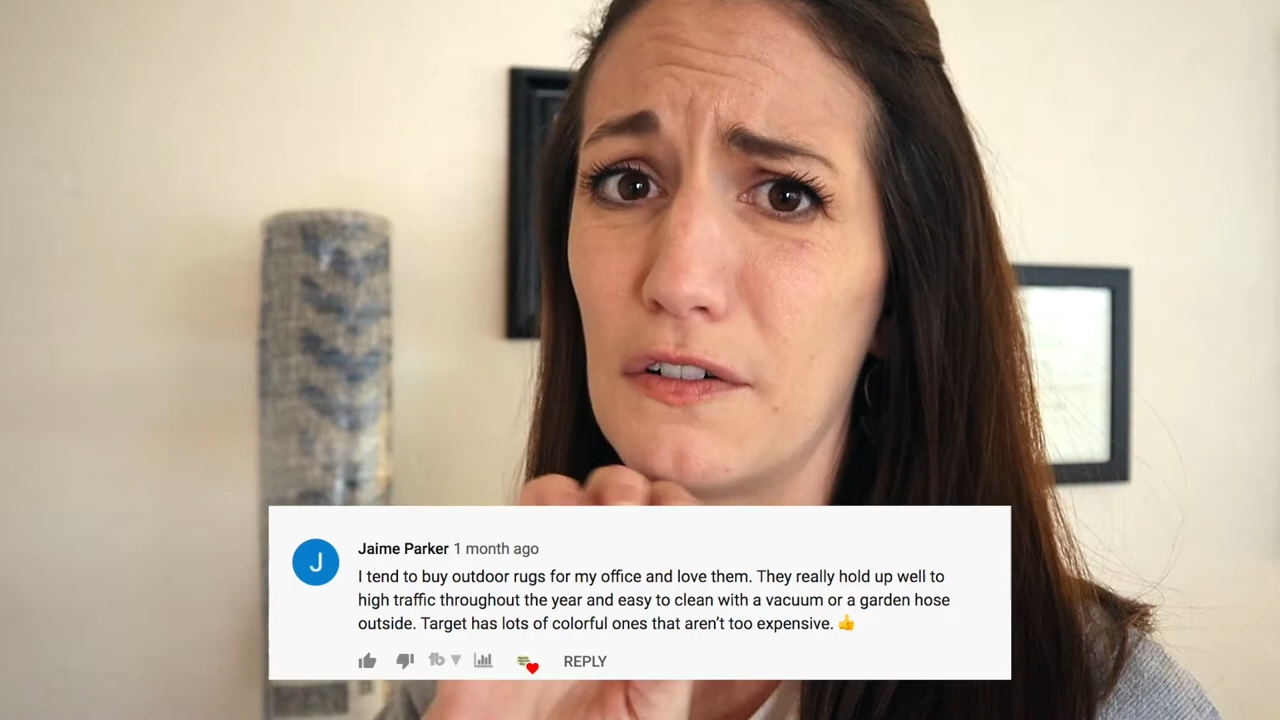 J
Jaime Parker 1 month ago
I tend to buy outdoor rugs for my office and love them. They really hold up well to
high traffic throughout the year and easy to clean with a vacuum or a garden hose
outside. Target has lots of colorful ones that aren't too expensive. 👍
tb
REPLY